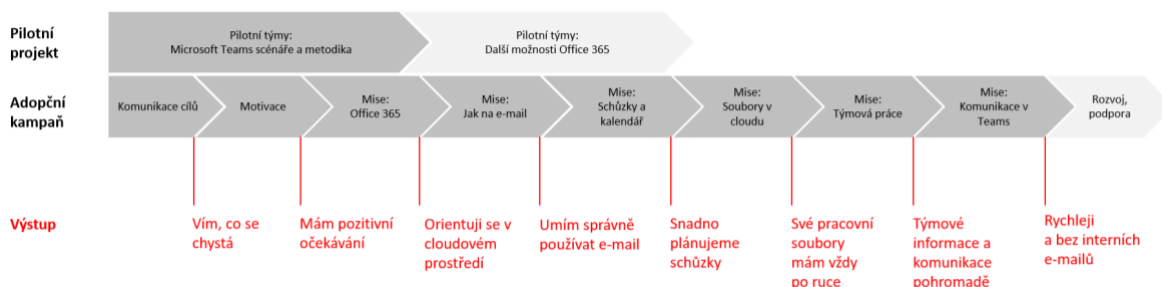 Pilotní
projekt
Pilotní týmy:
Microsoft Teams scénáře a metodika
Pilotní týmy:
Další možnosti Office 365
Adopční
kampaň
Komunikace cílů
Motivace
Mise:
Office 365
Mise:
Jak na e-mail
Mise:
Schůzky a
kalendář
Mise:
Soubory v
cloudu
Mise:
Týmová práce
Mise:
Komunikace v
Teams
Rozvoj,
podpora
Výstup
Vím, co se
chystá
Mám pozitivní
očekávání
Orientuji se v
cloudovém
prostředí
Umím správně
používat e-mail
Snadno
plánujeme
schůzky
Své pracovní
soubory
mám vždy
po ruce
Týmové
informace a
komunikace
pohromadě
Rychleji
a bez interních
e-mailů